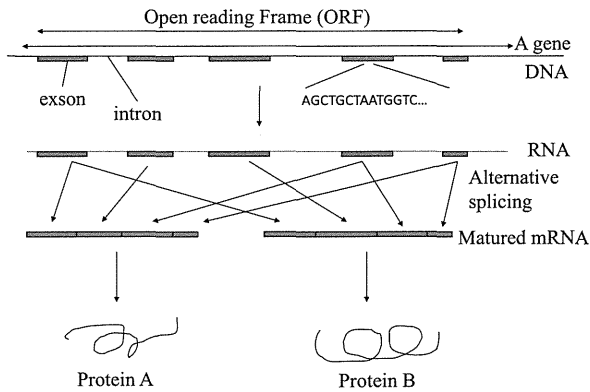 Open reading Frame (ORF)
A gene
DNA
exson
intron
AGCTGCTAATGGTC...
RNA
Alternative
splicing
Matured mRNA
Protein A
Protein B